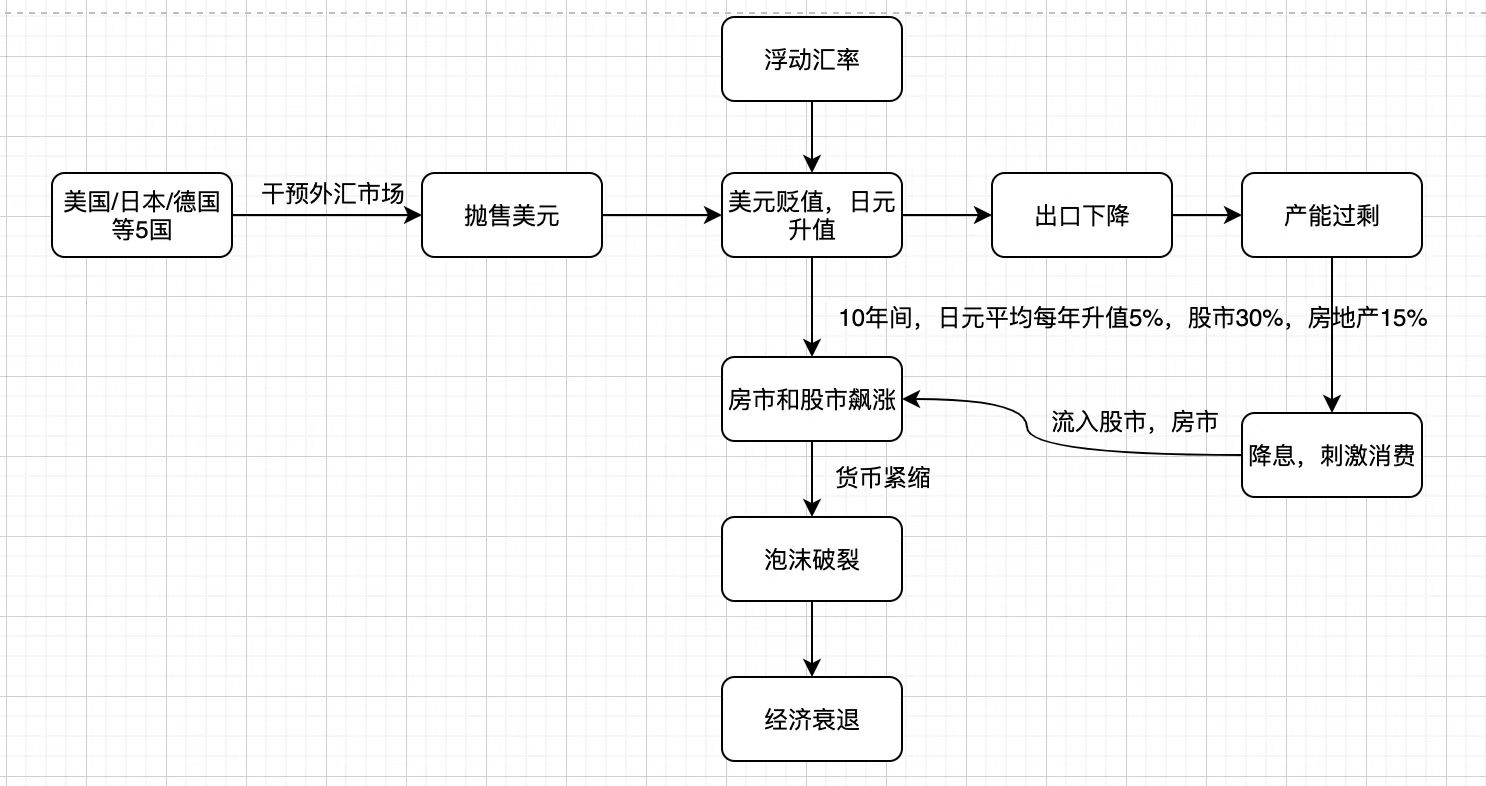 浮动汇率
美国/日本/德国
等5国
干预外汇市场
抛售美元
美元贬值，日元
升值
出口下降
产能过剩
10年间，日元平均每年升值5%，股市30%，房地产15%
房市和股市飙涨
流入股市，房市
降息，刺激消费
货币紧缩
泡沫破裂
经济衰退